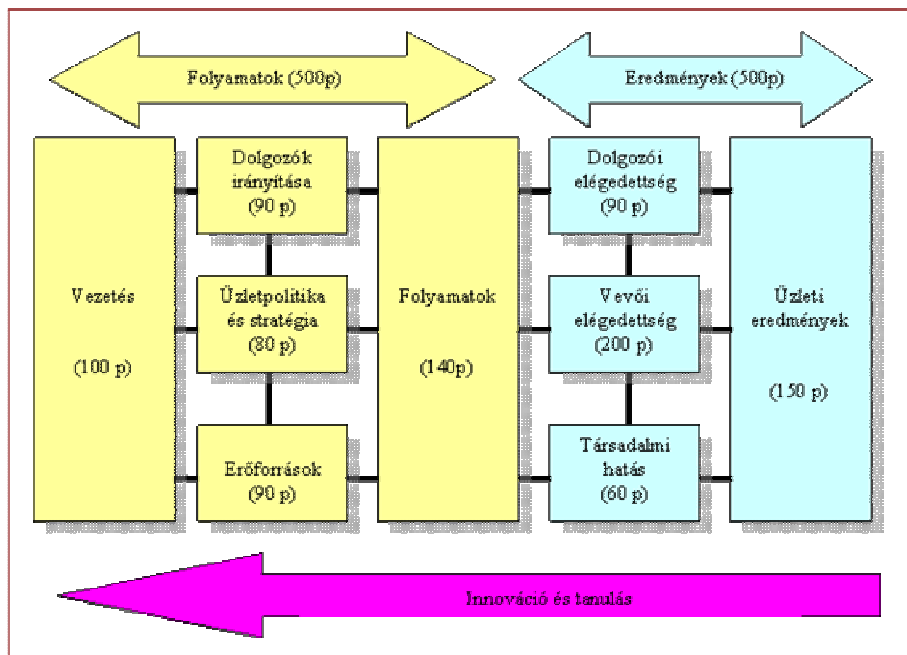 Folyamatok (500p)
Eredmények (500p)
Vezetés
(100 p)
Dolgozók
irányítása
(90 p)
Üzletpolitika
és stratégia
(80 p)
Erőforrások
(90 p)
Folyamatok
(140p)
Dolgozói
elégedettség
(90 p)
Vevői
elégedettség
(200 p)
Társadalmi
hatás
(60 p)
Üzleti
eredmények
(150 p)
Innováció és tanulás